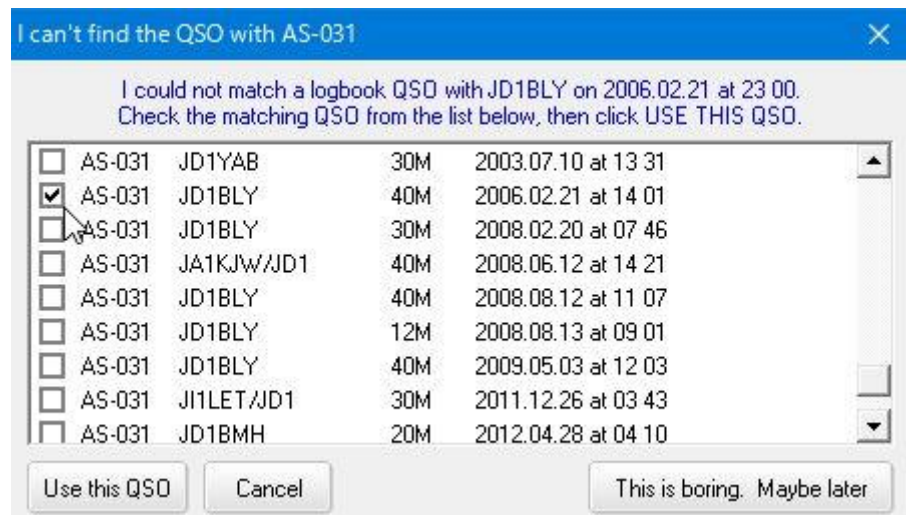 I can't find the QSO with AS-031
I could not match a logbook QSO with JD1BLY on 2006.02.21 at 23 00.
Check the matching QSO from the list below, then click USE THIS QSO.
AS-031 JD1YAB 30M 2003.07.10 at 13 31
AS-031 JD1BLY 40M 2006.02.21 at 14 01
AS-031 JD1BLY 30M 2008.02.20 at 07 46
AS-031 JA1KJW/JD1 40M 2008.06.12 at 14 21
AS-031 JD1BLY 40M 2008.08.12 at 11 07
AS-031 JD1BLY 12M 2008.08.13 at 09 01
AS-031 JD1BLY 40M 2009.05.03 at 12 03
AS-031 JI1LET/JD1 30M 2011.12.26 at 03 43
AS-031 JD1BMH 20M 2012.04.28 at 04 10
Use this QSO Cancel This is boring. Maybe later